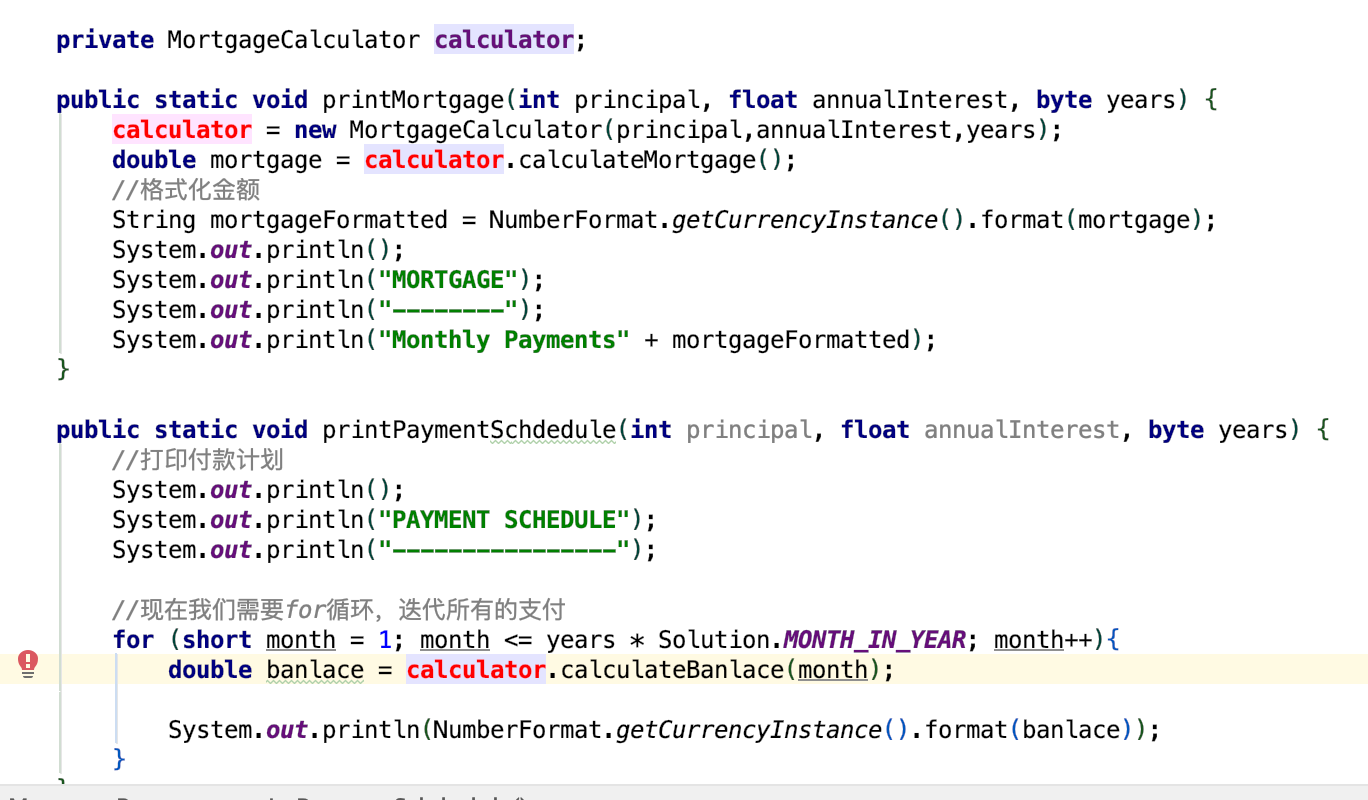 private MortgageCalculator calculator;
public static void printMortgage(int principal, float annualInterest, byte years) {
calculator = new MortgageCalculator(principal,annualInterest,years);
double mortgage = calculator.calculateMortgage();
//格式化金额
String mortgageFormatted = NumberFormat.getCurrencyInstance().format(mortgage);
System.out.println();
System.out.println("MORTGAGE");
System.out.println("--------");
System.out.println("Monthly Payments" + mortgageFormatted);
}
public static void printPaymentSchdedule(int principal, float annualInterest, byte years) {
//打印付款计划
System.out.println();
System.out.println("PAYMENT SCHEDULE");
System.out.println("----------------");
//现在我们需要for循环，迭代所有的支付
for (short month = 1; month <= years * Solution.MONTH_IN_YEAR; month++){
double banlace = calculator.calculateBanlace(month);
System.out.println(NumberFormat.getCurrencyInstance().format(banlace));
}